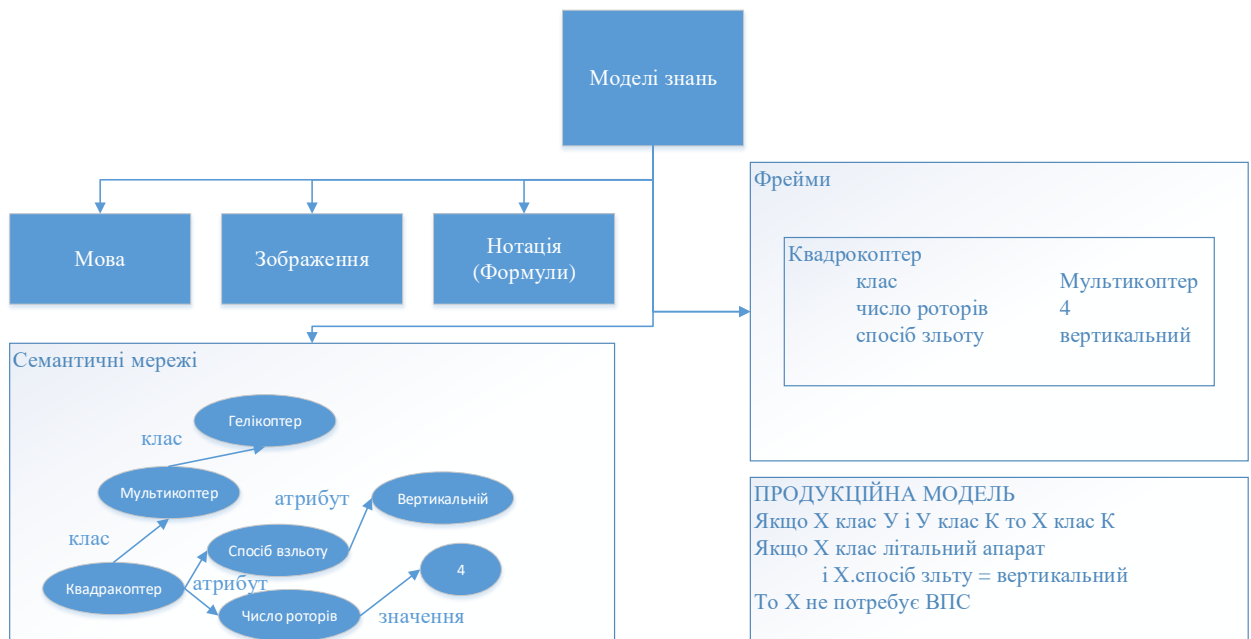 Моделі знань
Мова
Зображення
Нотація
(Формули)
Фрейми
Квадрокоптер
клас Мультикоптер
число роторів 4
спосіб зльоту вертикальний
Семантичні мережі
Гелікоптер
клас
Мультикоптер
атрибут
Вертикальній
клас
Спосіб взльоту
4
Квадракоптер
атрибут
Число роторів
значення
ПРОДУКЦІЙНА МОДЕЛЬ
Якщо Х клас У і У клас К то Х клас К
Якщо Х клас літальний апарат
і Х.спосіб зльту = вертикальний
То Х не потребує ВПС